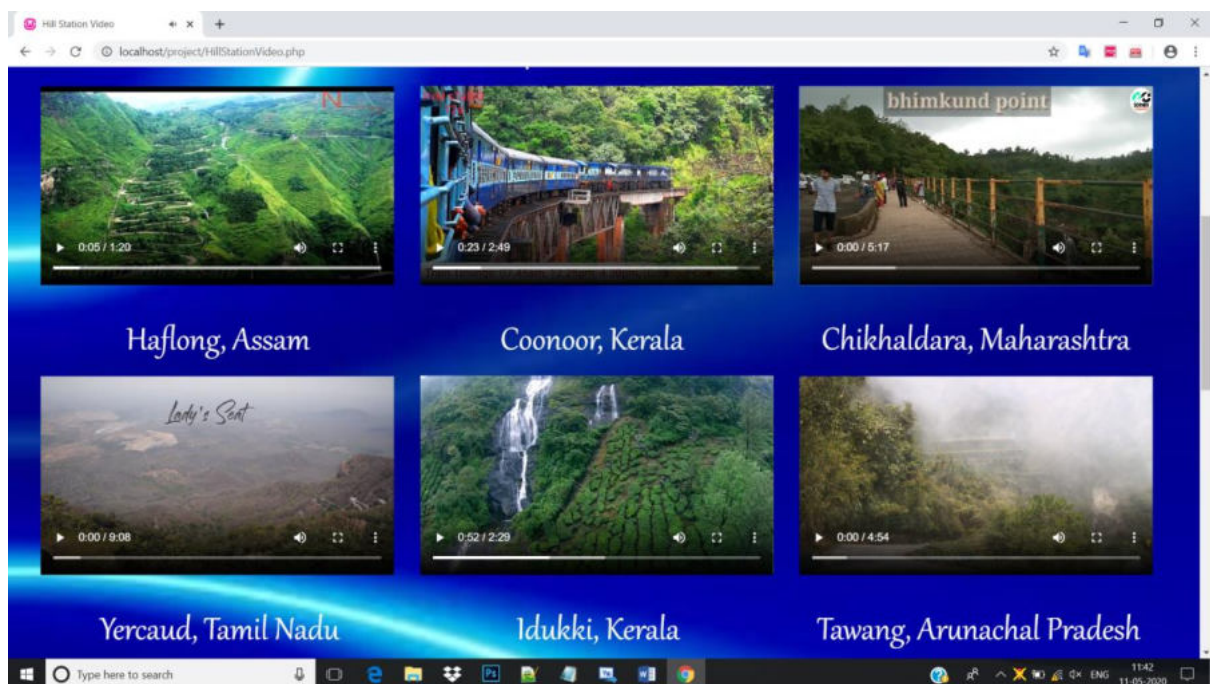 Hill Station Video
localhost/project/HillStationVideo.php
N
bhimkund point
0:05 / 1:20
0:23 / 2:49
0:00 / 5:17
Haflong, Assam
Coonoor, Kerala
Chikhaldara, Maharashtra
Lady's Seat
0:00 / 9:08
0:52 / 2:29
0:00 / 4:54
Yercaud, Tamil Nadu
Idukki, Kerala
Tawang, Arunachal Pradesh
Type here to search
Ps
ENG
11:42
11-05-2020